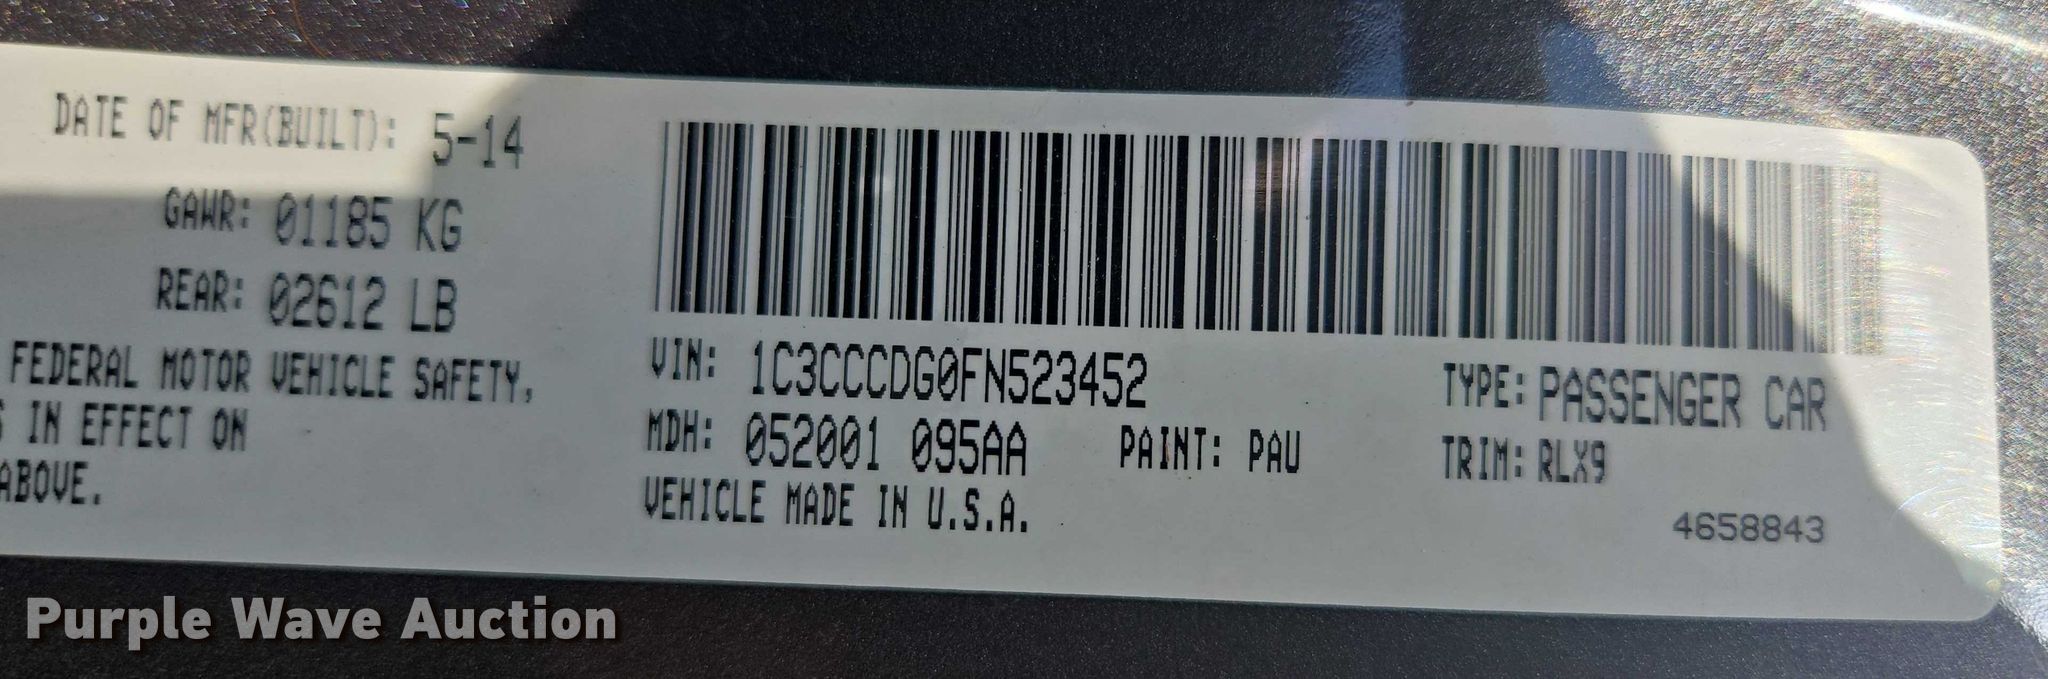 DATE OF MFR(BUILT): 5-14
GAWR: 01185 KG
REAR: 02612 LB
FEDERAL MOTOR VEHICLE SAFETY,
IN EFFECT ON
ABOVE.
VIN: 1C3CCCDG0FN523452 TYPE: PASSENGER CAR
MDH: 052001 095AA PAINT: PAU TRIM: RLX9
VEHICLE MADE IN U.S.A.
4658843
Purple Wave Auction